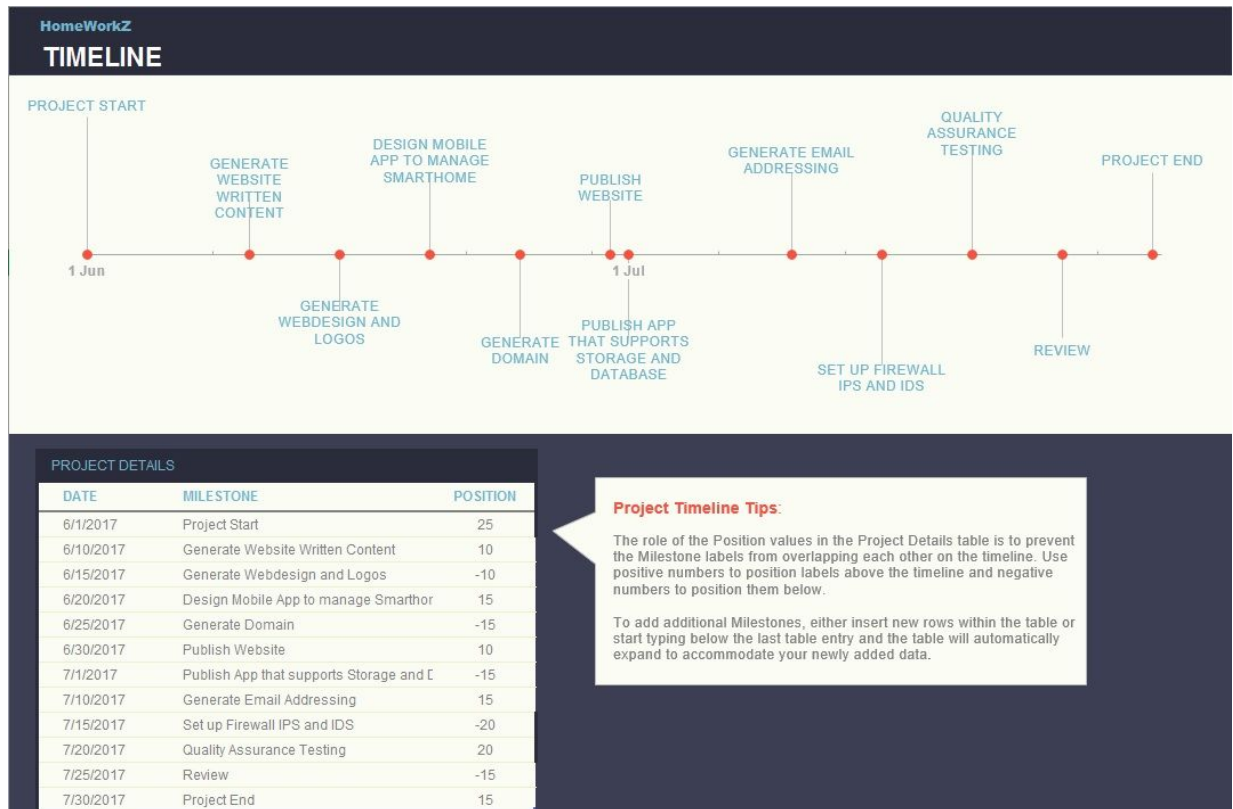 HomeWorkZ
TIMELINE
PROJECT START
GENERATE
WEBSITE
WRITTEN
CONTENT
DESIGN MOBILE
APP TO MANAGE
SMARTHOME
PUBLISH
WEBSITE
GENERATE EMAIL
ADDRESSING
QUALITY
ASSURANCE
TESTING
PROJECT END
1 Jun
1 Jul
GENERATE
WEBDESIGN AND
LOGOS
GENERATE
DOMAIN
PUBLISH APP
THAT SUPPORTS
STORAGE AND
DATABASE
SET UP FIREWALL
IPS AND IDS
REVIEW
PROJECT DETAILS
DATE MILESTONE POSITION
6/1/2017 Project Start 25
6/10/2017 Generate Website Written Content 10
6/15/2017 Generate Webdesign and Logos -10
6/20/2017 Design Mobile App to manage Smarthor 15
6/25/2017 Generate Domain -15
6/30/2017 Publish Website 10
7/1/2017 Publish App that supports Storage and D -15
7/10/2017 Generate Email Addressing 15
7/15/2017 Set up Firewall IPS and IDS -20
7/20/2017 Quality Assurance Testing 20
7/25/2017 Review -15
7/30/2017 Project End 15
Project Timeline Tips:
The role of the Position values in the Project Details table is to prevent
the Milestone labels from overlapping each other on the timeline. Use
positive numbers to position labels above the timeline and negative
numbers to position them below.
To add additional Milestones, either insert new rows within the table or
start typing below the last table entry and the table will automatically
expand to accommodate your newly added data.